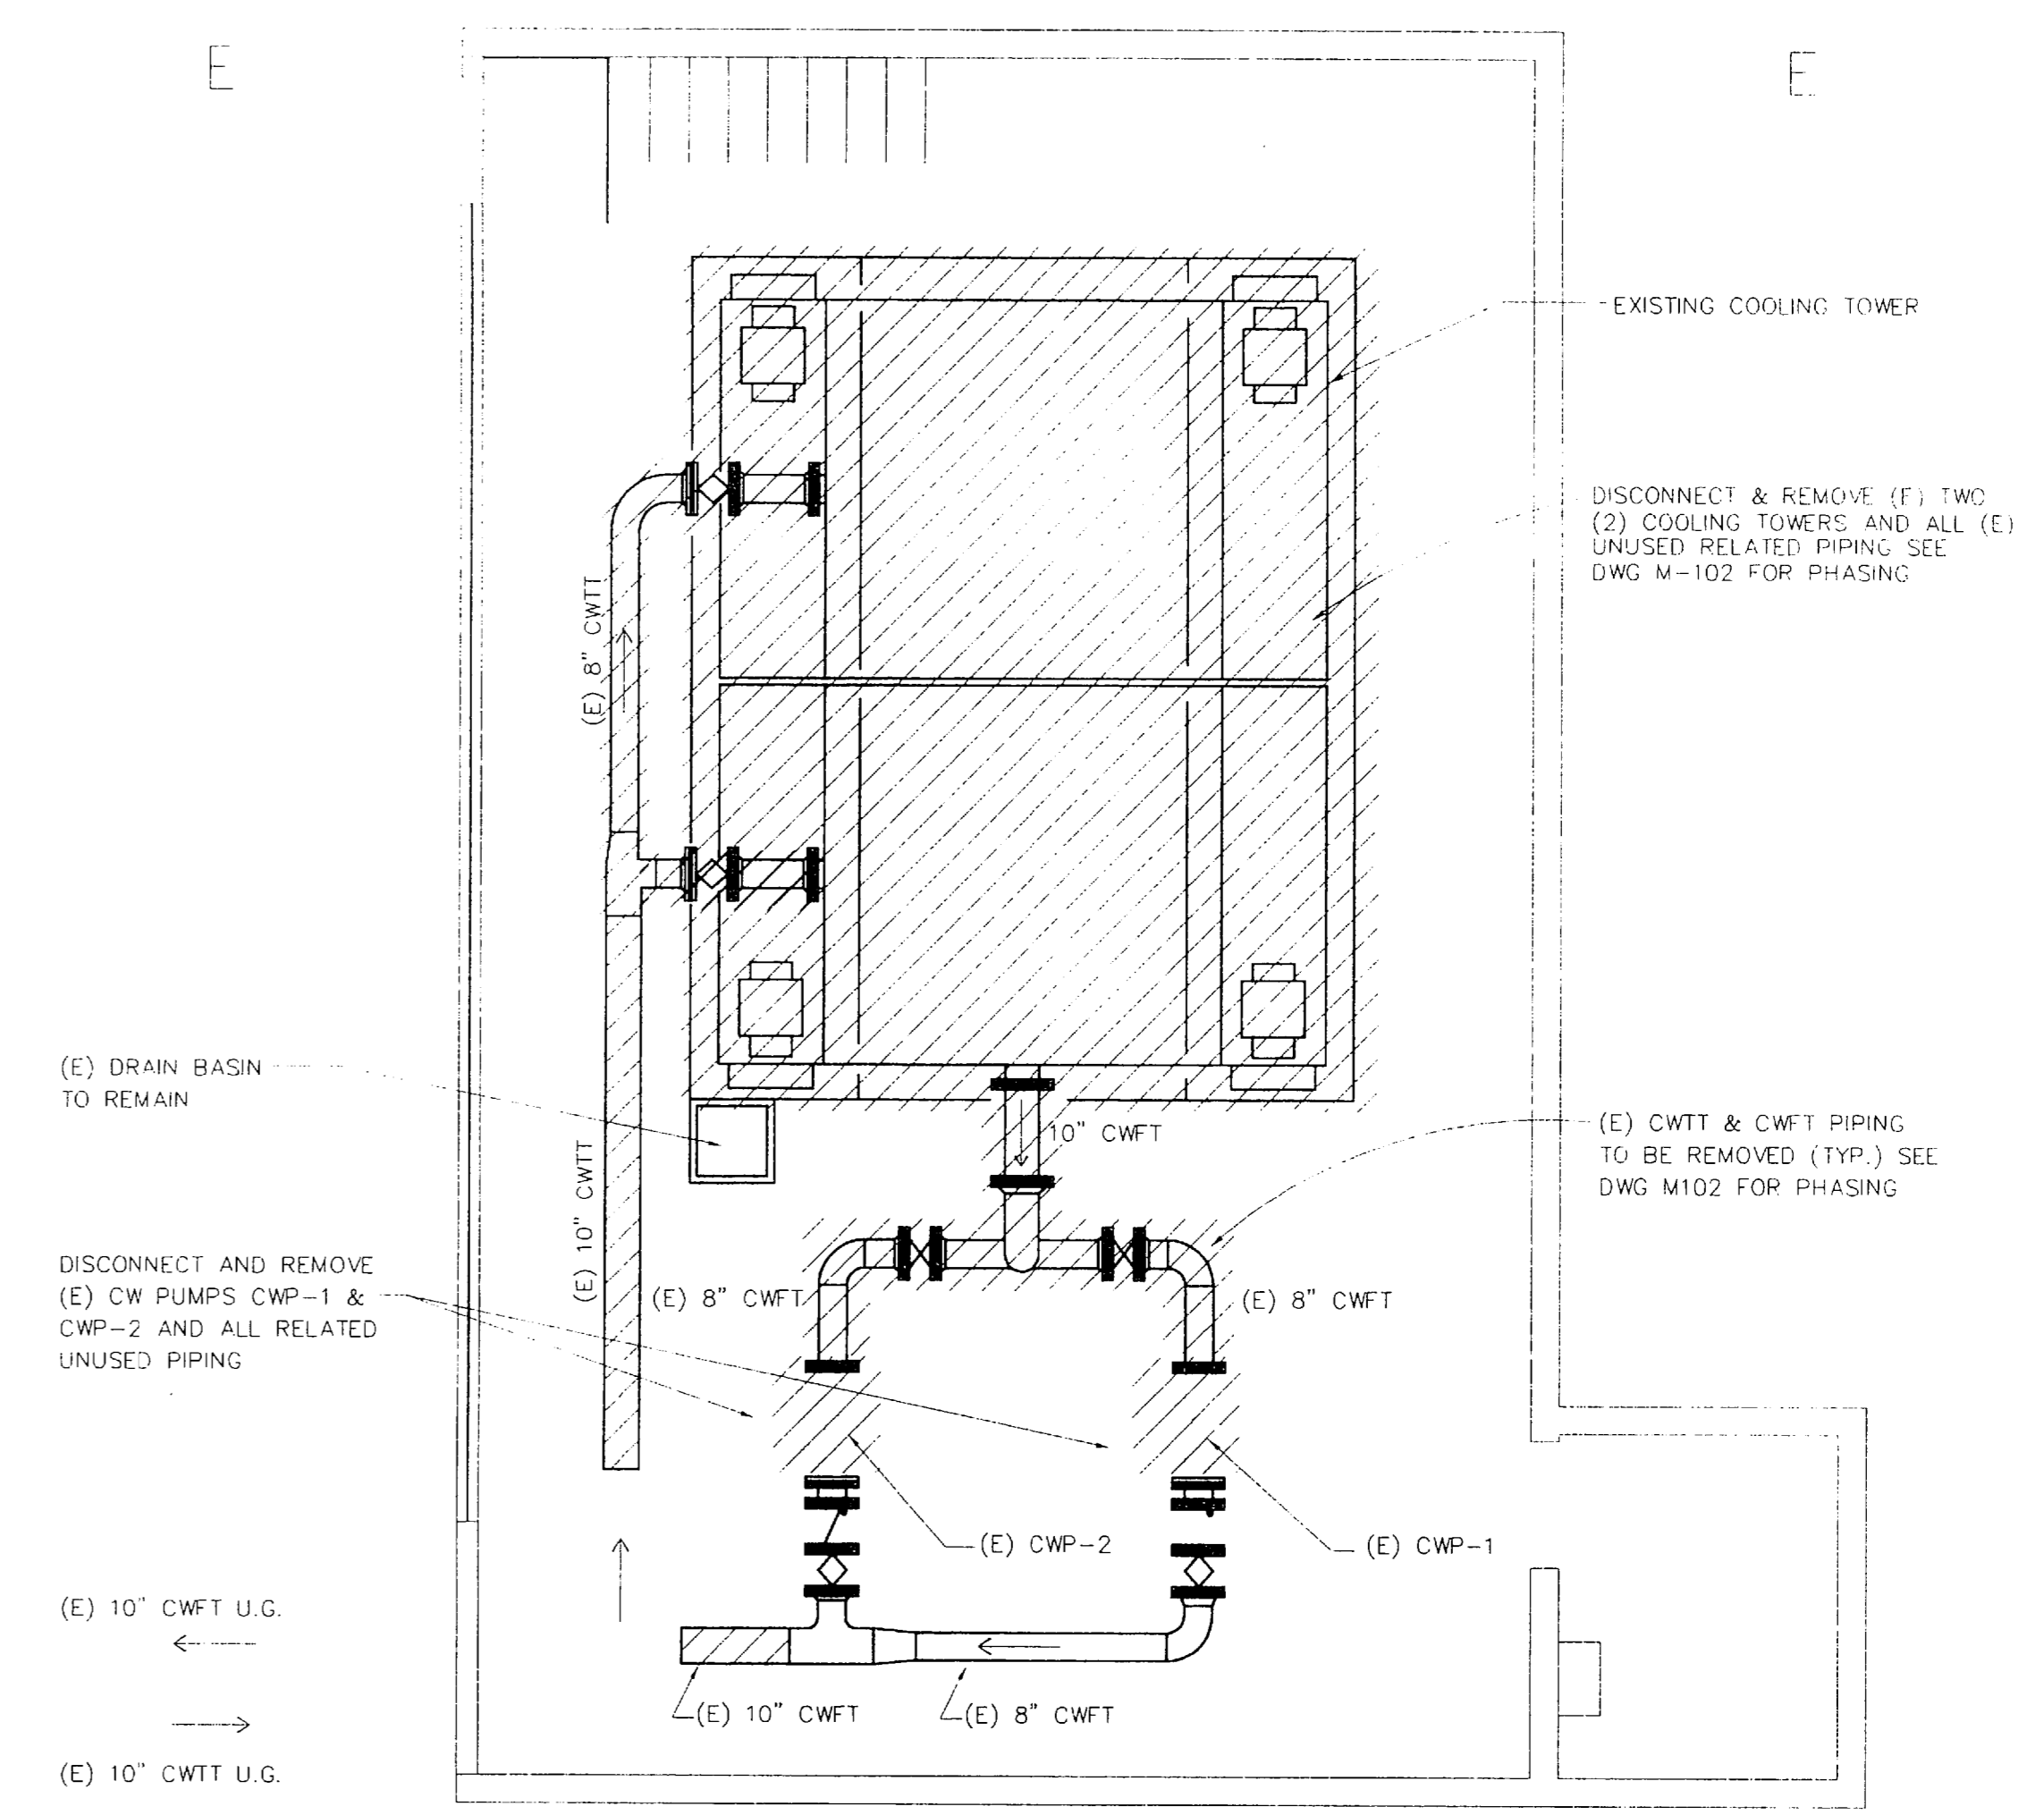 E
E
EXISTING COOLING TOWER
DISCONNECT & REMOVE (E) TWO
(2) COOLING TOWERS AND ALL (E)
UNUSED RELATED PIPING SEE
DWG M-102 FOR PHASING
(E) 8" CWTT
(E) DRAIN BASIN
TO REMAIN
10" CWFT
(E) CWTT & CWFT PIPING
TO BE REMOVED (TYP.) SEE
DWG M102 FOR PHASING
(E) 10" CWTT
DISCONNECT AND REMOVE
(E) CW PUMPS CWP-1 &
CWP-2 AND ALL RELATED
UNUSED PIPING
(E) 8" CWFT
(E) 8" CWFT
(E) CWP-2
(E) CWP-1
(E) 10" CWFT U.G.
(E) 10" CWFT
(E) 8" CWFT
(E) 10" CWTT U.G.